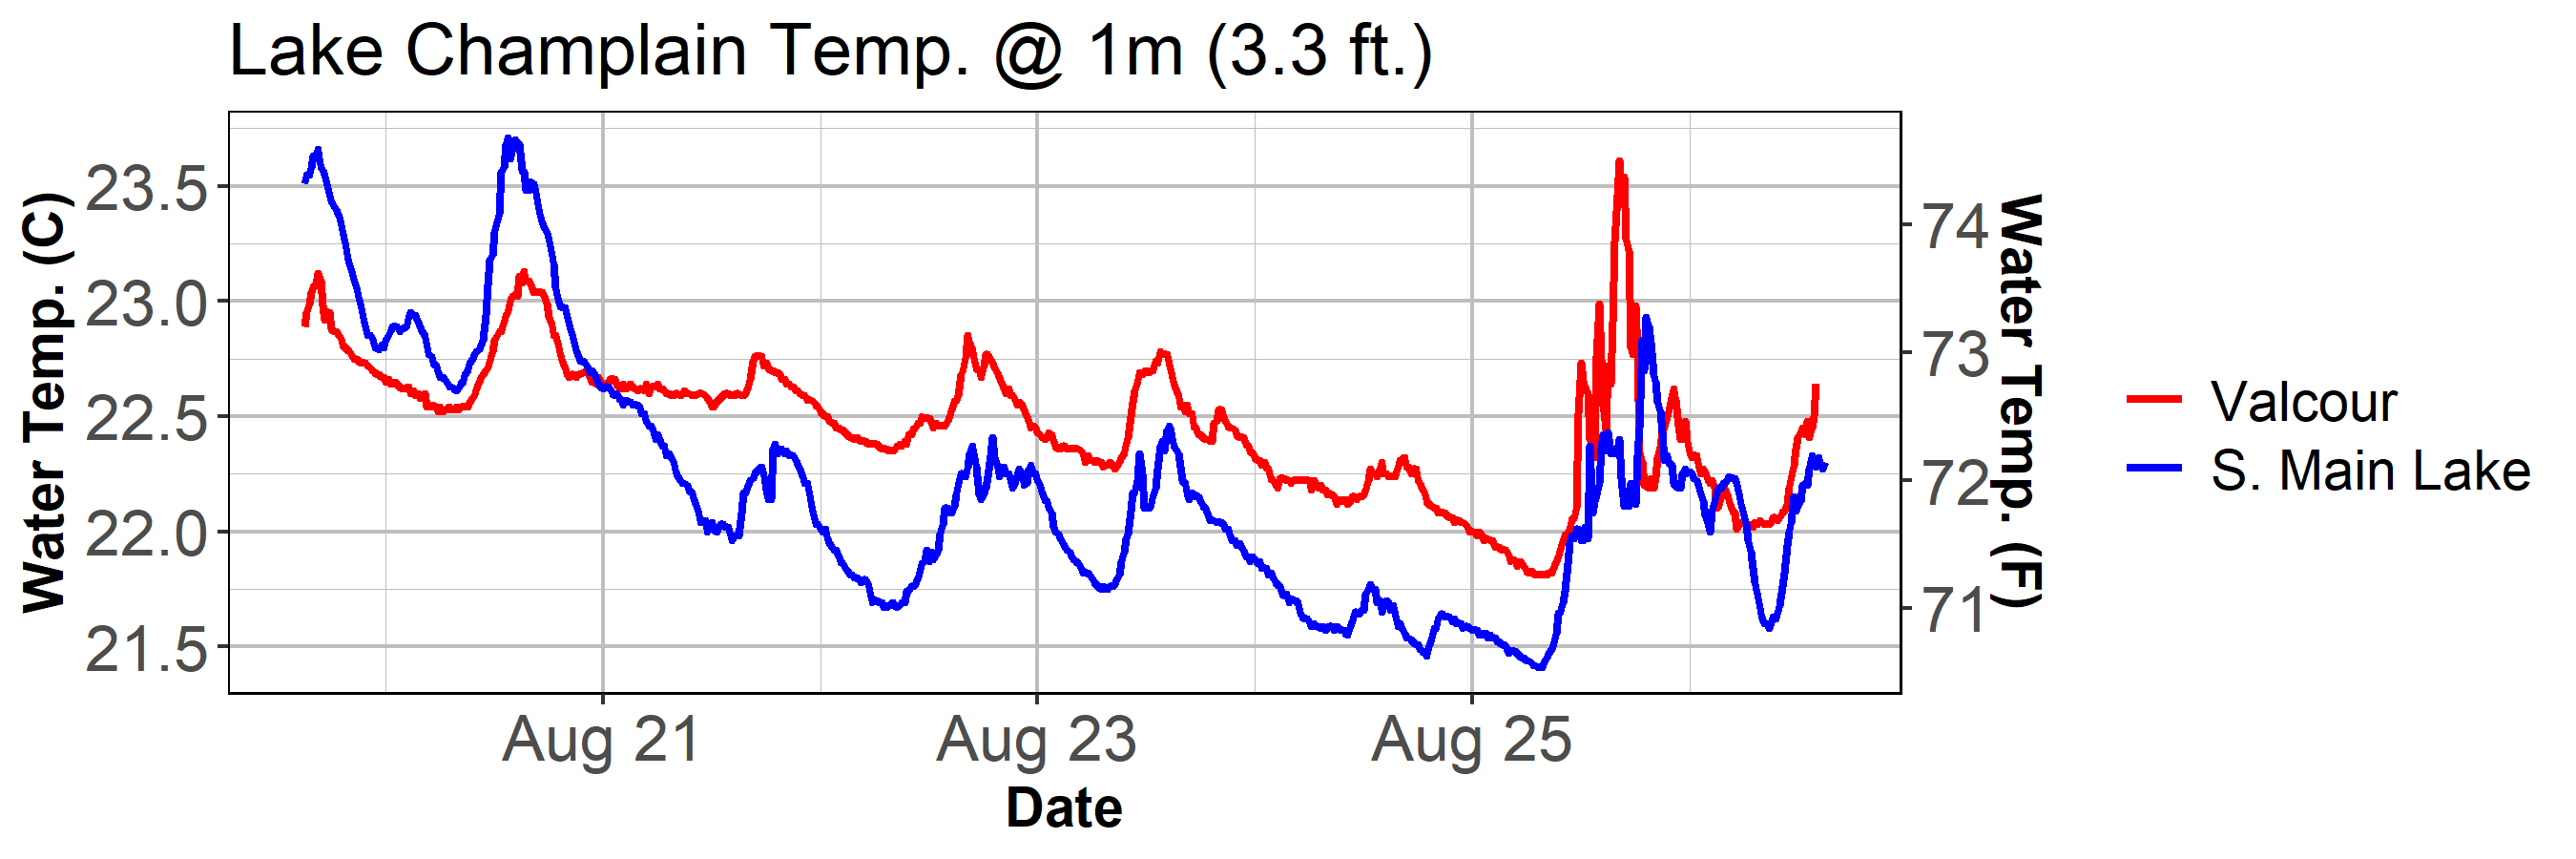 Lake Champlain Temp. @ 1m (3.3 ft.)
Water Temp. (C)
23.5
23.0
22.5
22.0
21.5
74
73
72
71
Water Temp. (F)
Aug 21
Aug 23
Aug 25
Date
Valcour
S. Main Lake